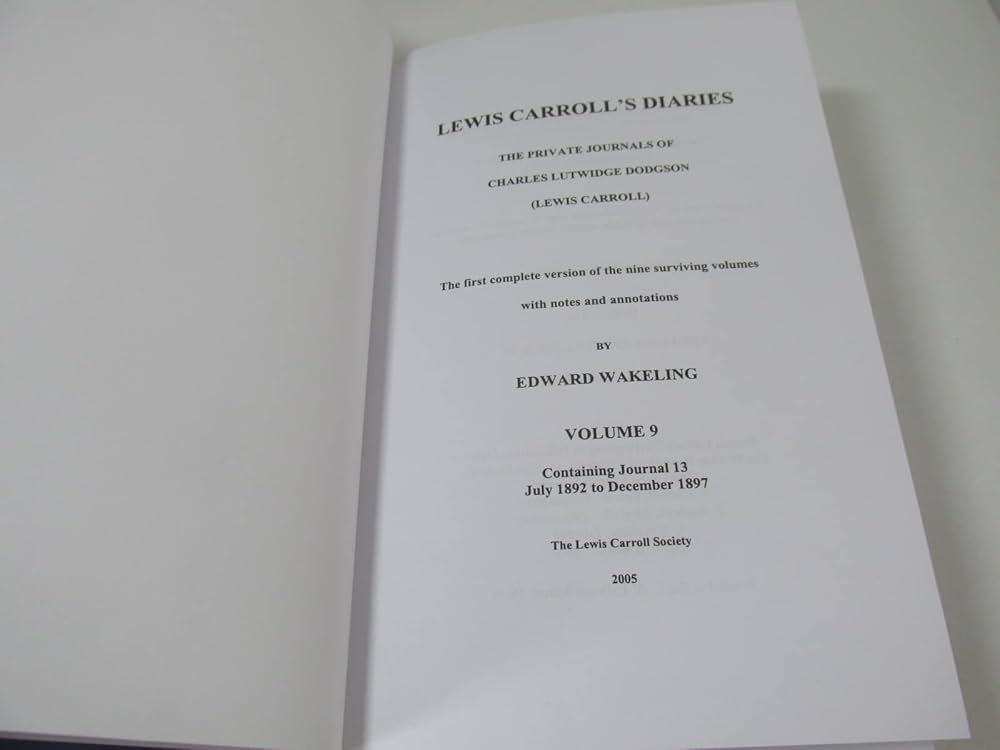 LEWIS CARROLL'S DIARIES
THE PRIVATE JOURNALS OF
CHARLES LUTWIDGE DODGSON
(LEWIS CARROLL)
The first complete version of the nine surviving volumes
with notes and annotations
BY
EDWARD WAKELING
VOLUME 9
Containing Journal 13
July 1892 to December 1897
The Lewis Carroll Society
2005